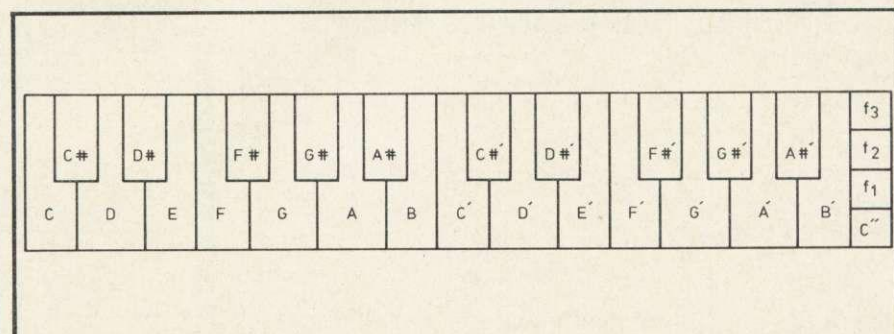 f3
C# D# F# G# A# C#´ D#´ F#´ G#´ A#´ f2
f1
C D E F G A B C´ D´ E´ F´ G´ A´ B´
C´´